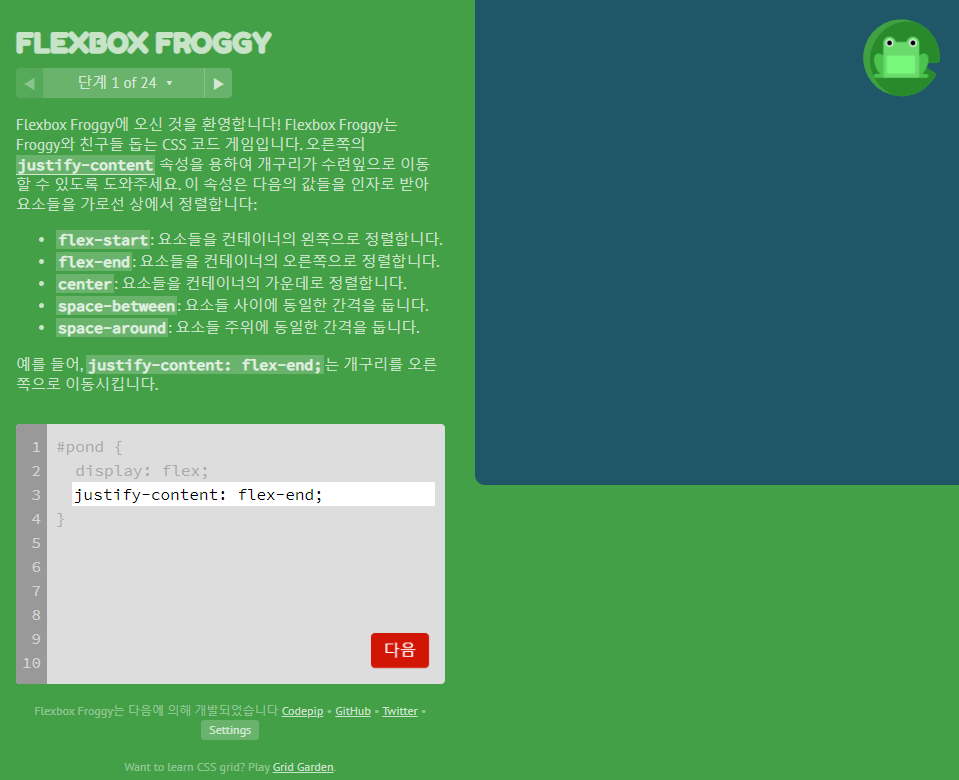 FLEXBOX FROGGY
단계 1 of 24
Flexbox Froggy에 오신 것을 환영합니다! Flexbox Froggy는
Froggy와 친구들 돕는 CSS 코드 게임입니다. 오른쪽의
justify-content 속성을 용하여 개구리가 수련잎으로 이동
할 수 있도록 도와주세요. 이 속성은 다음의 값들을 인자로 받아
요소들을 가로선 상에서 정렬합니다:
• flex-start: 요소들을 컨테이너의 왼쪽으로 정렬합니다.
• flex-end: 요소들을 컨테이너의 오른쪽으로 정렬합니다.
• center: 요소들을 컨테이너의 가운데로 정렬합니다.
• space-between: 요소들 사이에 동일한 간격을 둡니다.
• space-around: 요소들 주위에 동일한 간격을 둡니다.
예를 들어, justify-content: flex-end;는 개구리를 오른
쪽으로 이동시킵니다.
1 #pond {
2 display: flex;
3 justify-content: flex-end;
4 }
5
6
7
8
9
10
다음
Flexbox Froggy는 다음에 의해 개발되었습니다 Codepip • GitHub • Twitter •
Settings
Want to learn CSS grid? Play Grid Garden.